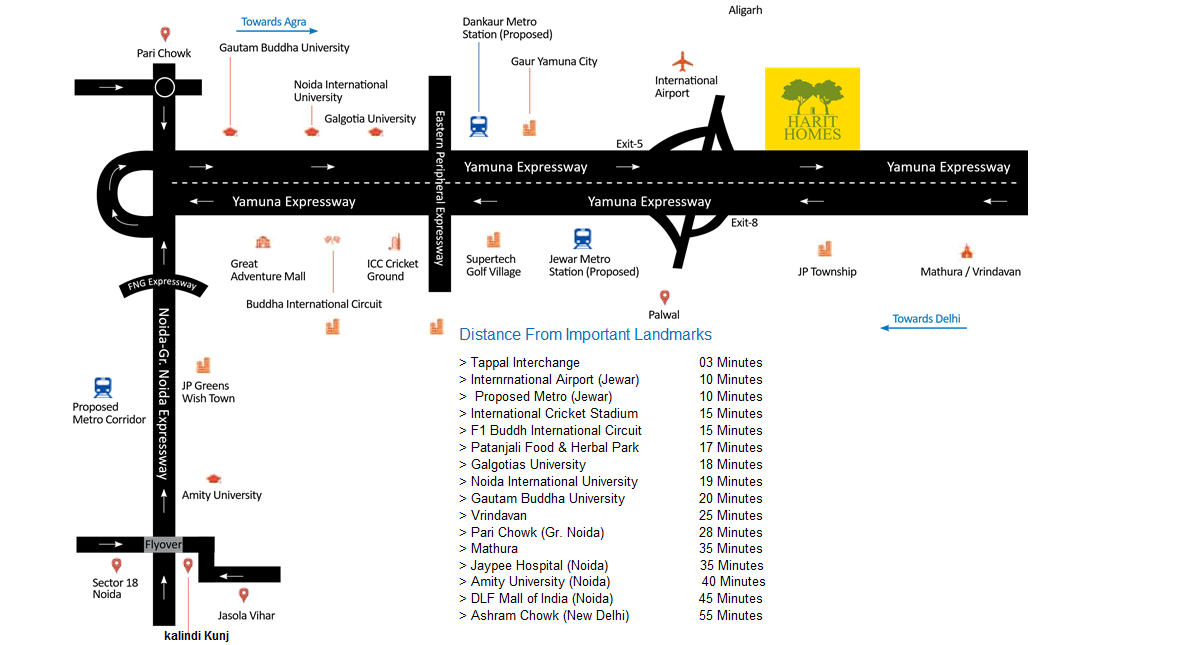 Aligarh
Towards Agra
Dankaur Metro
Station (Proposed)
Pari Chowk
Gautam Buddha University
Gaur Yamuna City
International
Airport
Noida International
University
Galgotia University
HARIT
HOMES
Eastern Peripheral Expressway
Exit-5
Yamuna Expressway
Yamuna Expressway
Yamuna Expressway
Yamuna Expressway
Exit-8
Great
Adventure Mall
ICC Cricket
Ground
Supertech
Golf Village
Jewar Metro
Station (Proposed)
JP Township
Mathura / Vrindavan
FNG Expressway
Buddha International Circuit
Palwal
Towards Delhi
Noida-Gr. Noida Expressway
JP Greens
Wish Town
Proposed
Metro Corridor
Amity University
Flyover
Sector 18
Noida
Jasola Vihar
kalindi Kunj
Distance From Important Landmarks
> Tappal Interchange 03 Minutes
> Internrnational Airport (Jewar) 10 Minutes
> Proposed Metro (Jewar) 10 Minutes
> International Cricket Stadium 15 Minutes
> F1 Buddh International Circuit 15 Minutes
> Patanjali Food & Herbal Park 17 Minutes
> Galgotias University 18 Minutes
> Noida International University 19 Minutes
> Gautam Buddha University 20 Minutes
> Vrindavan 25 Minutes
> Pari Chowk (Gr. Noida) 28 Minutes
> Mathura 35 Minutes
> Jaypee Hospital (Noida) 35 Minutes
> Amity University (Noida) 40 Minutes
> DLF Mall of India (Noida) 45 Minutes
> Ashram Chowk (New Delhi) 55 Minutes